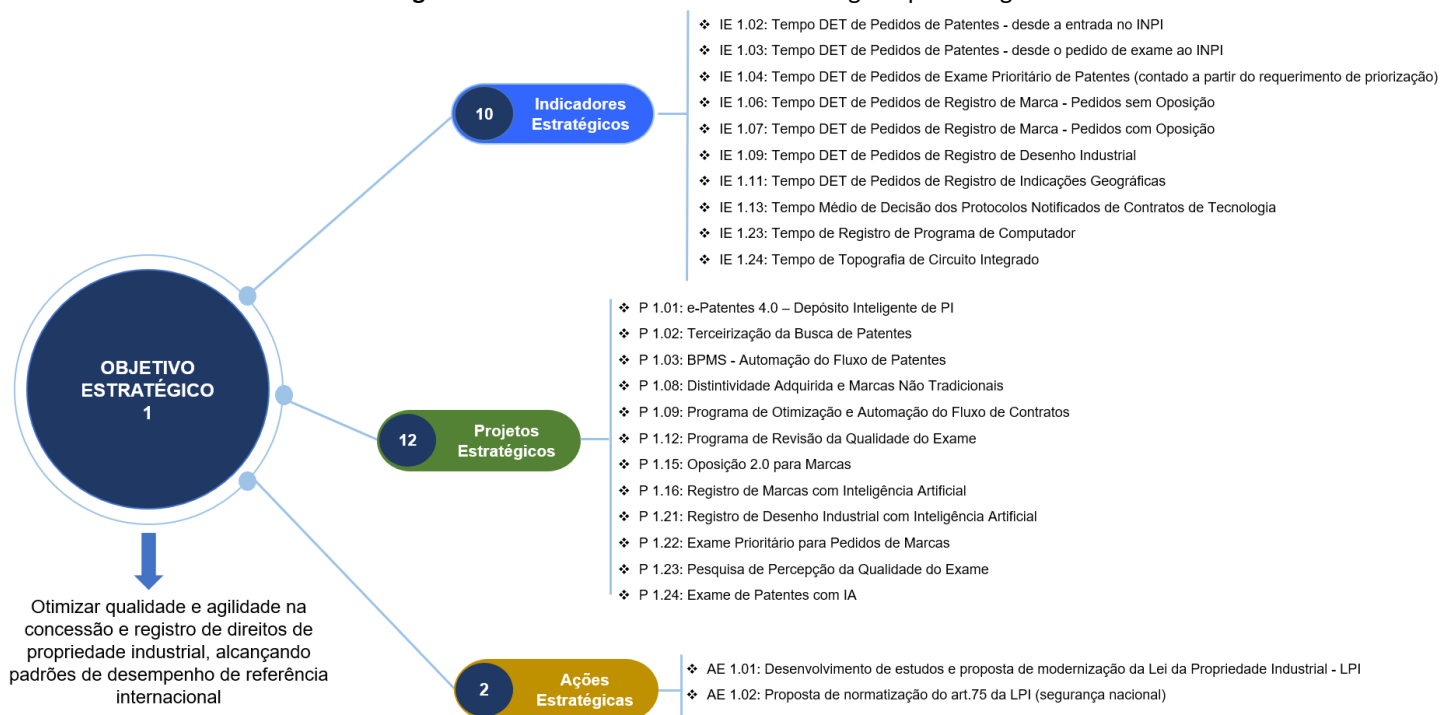 ❖ IE 1.02: Tempo DET de Pedidos de Patentes - desde a entrada no INPI
❖ IE 1.03: Tempo DET de Pedidos de Patentes - desde o pedido de exame ao INPI
❖ IE 1.04: Tempo DET de Pedidos de Exame Prioritário de Patentes (contado a partir do requerimento de priorização)
❖ IE 1.06: Tempo DET de Pedidos de Registro de Marca - Pedidos sem Oposição
❖ IE 1.07: Tempo DET de Pedidos de Registro de Marca - Pedidos com Oposição
❖ IE 1.09: Tempo DET de Pedidos de Registro de Desenho Industrial
❖ IE 1.11: Tempo DET de Pedidos de Registro de Indicações Geográficas
❖ IE 1.13: Tempo Médio de Decisão dos Protocolos Notificados de Contratos de Tecnologia
❖ IE 1.23: Tempo de Registro de Programa de Computador
❖ IE 1.24: Tempo de Topografia de Circuito Integrado
10
Indicadores
Estratégicos
❖ P 1.01: e-Patentes 4.0 – Depósito Inteligente de PI
❖ P 1.02: Terceirização da Busca de Patentes
❖ P 1.03: BPMS - Automação do Fluxo de Patentes
❖ P 1.08: Distintividade Adquirida e Marcas Não Tradicionais
❖ P 1.09: Programa de Otimização e Automação do Fluxo de Contratos
❖ P 1.12: Programa de Revisão da Qualidade do Exame
❖ P 1.15: Oposição 2.0 para Marcas
❖ P 1.16: Registro de Marcas com Inteligência Artificial
❖ P 1.21: Registro de Desenho Industrial com Inteligência Artificial
❖ P 1.22: Exame Prioritário para Pedidos de Marcas
❖ P 1.23: Pesquisa de Percepção da Qualidade do Exame
❖ P 1.24: Exame de Patentes com IA
12
Projetos
Estratégicos
OBJETIVO
ESTRATÉGICO
1
Otimizar qualidade e agilidade na
concessão e registro de direitos de
propriedade industrial, alcançando
padrões de desempenho de referência
internacional
2
Ações
Estratégicas
❖ AE 1.01: Desenvolvimento de estudos e proposta de modernização da Lei da Propriedade Industrial - LPI
❖ AE 1.02: Proposta de normatização do art.75 da LPI (segurança nacional)